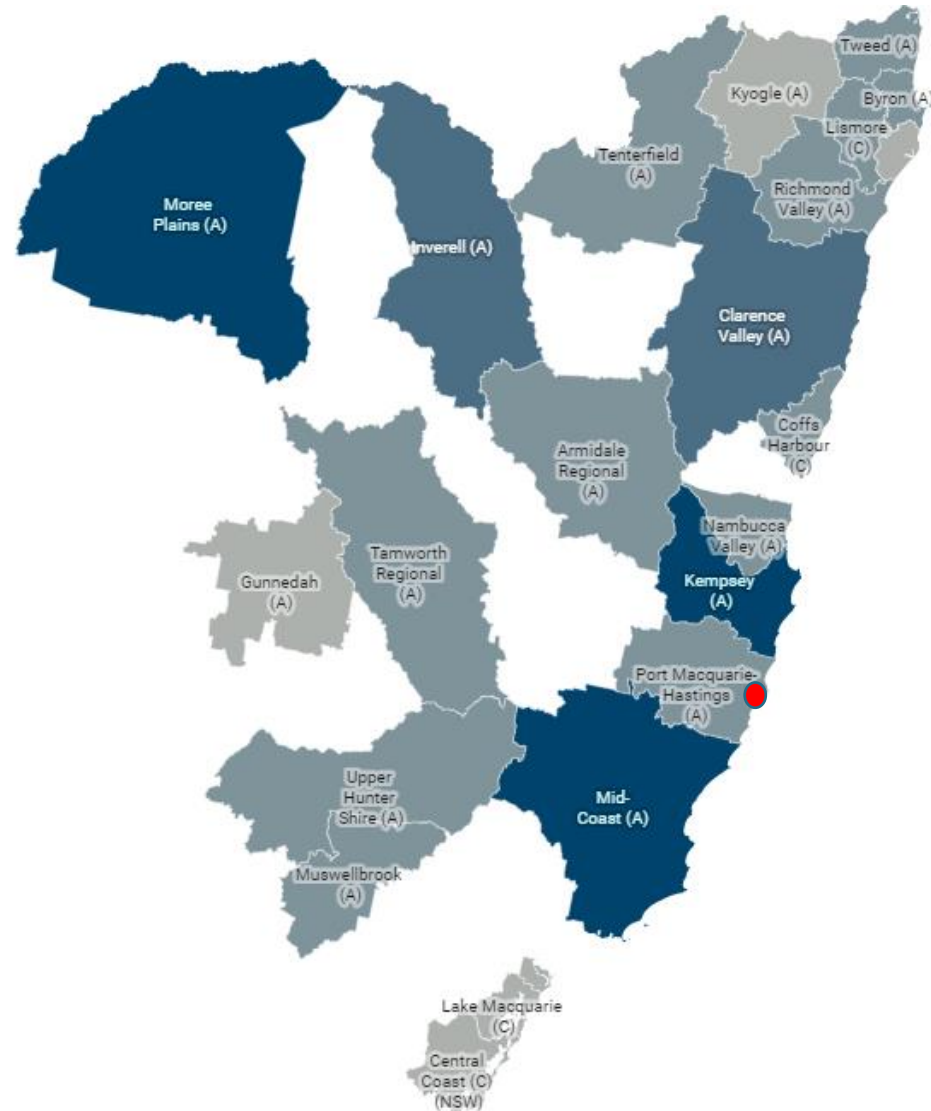 Tweed (A)
Kyogle (A)
Byron (A)
Lismore
(C)
Tenterfield
(A)
Richmond
Valley (A)
Moree
Plains (A)
Inverell (A)
Clarence
Valley (A)
Coffs
Harbour
(C)
Armidale
Regional
(A)
Nambucca
Valley (A)
Tamworth
Regional
(A)
Gunnedah
(A)
Kempsey
(A)
Port Macquarie-
Hastings
(A)
Upper
Hunter
Shire (A)
Mid-
Coast (A)
Muswellbrook
(A)
Lake Macquarie
(C)
Central
Coast (C)
(NSW)